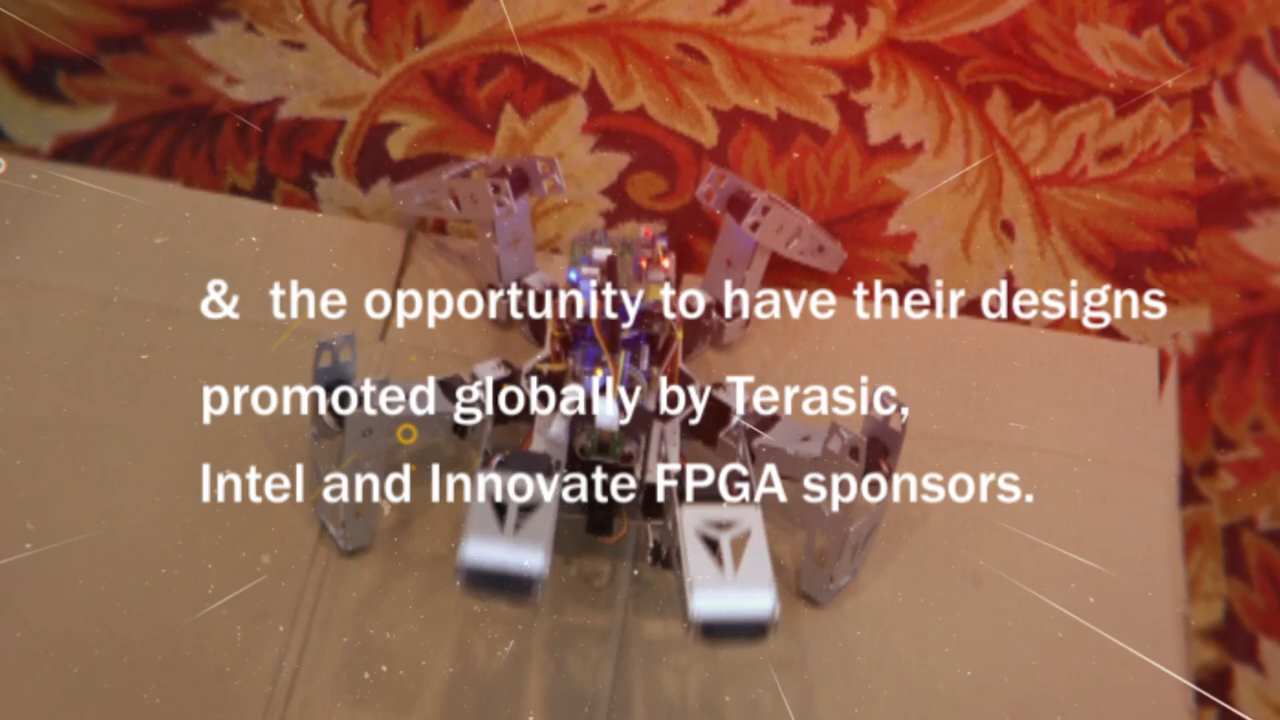 & the opportunity to have their designs
promoted globally by Terasic,
Intel and Innovate FPGA sponsors.